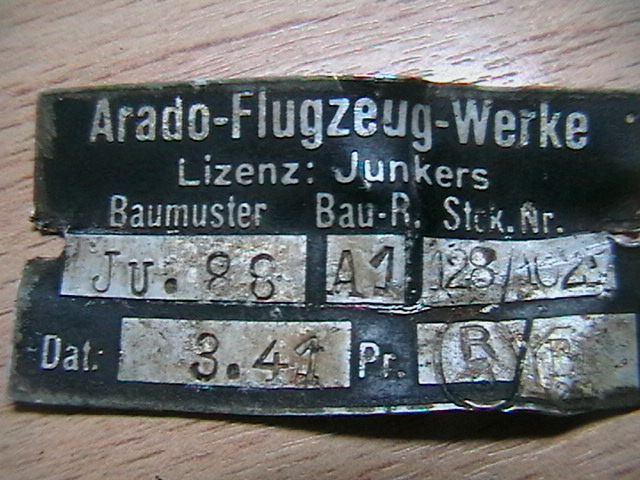 Arado-Flugzeug-Werke
Lizenz: Junkers
Baumuster Bau-R. Stck. Nr.
Ju. 88 A1
Dat: 3.41 Pr.